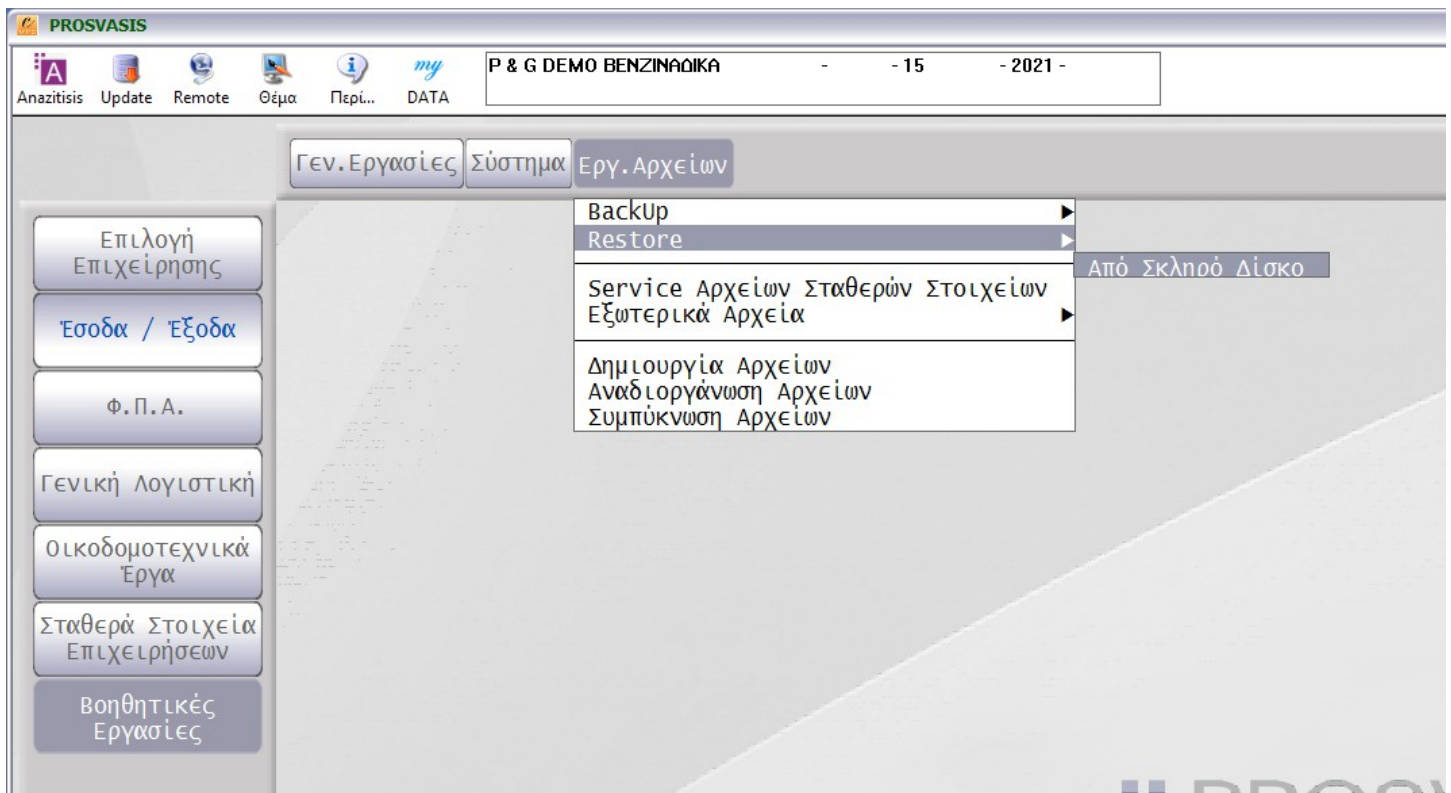 PROSVASIS
Anazitisis Update Remote Θέμα Περί... my DATA
P & G DEMO BENZINAΔΙΚΑ - - 15 - 2021 -
Γεν.Εργασίες Σύστημα Εργ.Αρχείων
BackUp
Restore
Από Σκληρό Δίσκο
Service Αρχείων Σταθερών Στοιχείων
Εξωτερικά Αρχεία
Δημιουργία Αρχείων
Αναδιοργάνωση Αρχείων
Συμπύκνωση Αρχείων
Επιλογή
Επιχείρησης
Έσοδα / Έξοδα
Φ.Π.Α.
Γενική Λογιστική
Οικοδομοτεχνικά
Έργα
Σταθερά Στοιχεία
Επιχειρήσεων
Βοηθητικές
Εργασίες